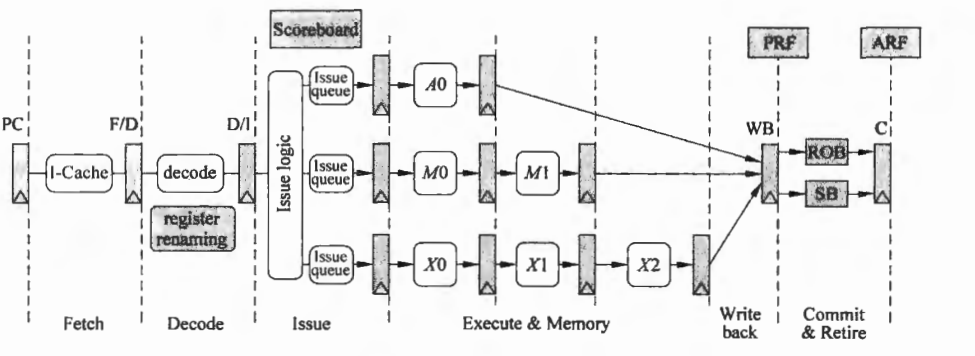 Scoreboard
PRF
ARF
PC
F/D
D/I
WB
C
I-Cache
decode
register
renaming
Issue logic
Issue
queue
A0
Issue
queue
M0
M1
Issue
queue
X0
X1
X2
ROB
SB
Fetch
Decode
Issue
Execute & Memory
Write
back
Commit
& Retire